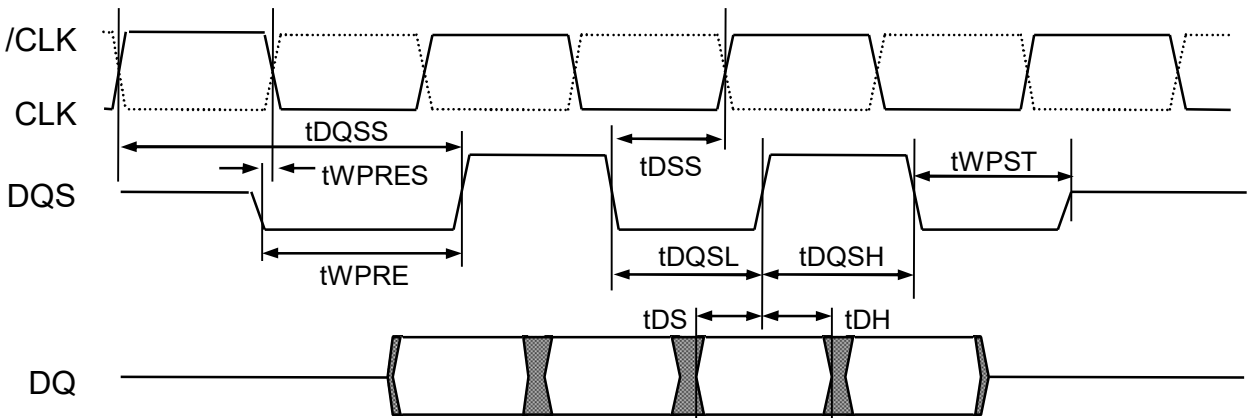 /CLK
CLK
tDQSS
tDSS
tWPRES
tWPST
DQS
tWPRE
tDQSL
tDQSH
tDS
tDH
DQ